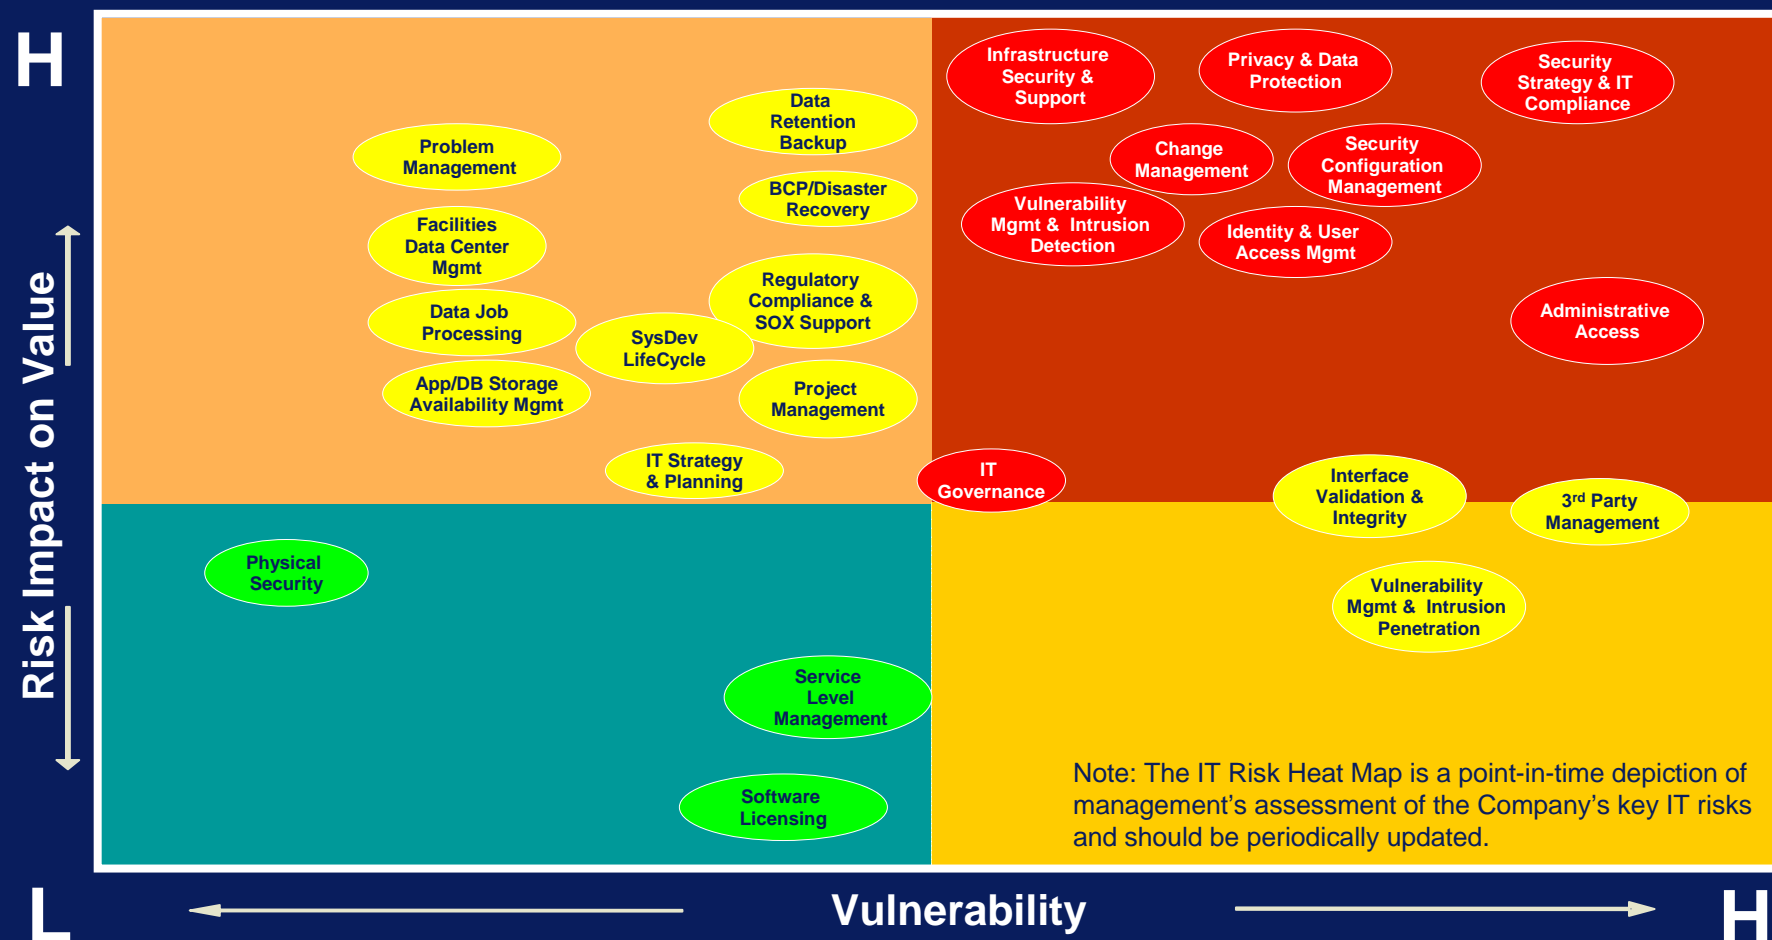 H
Infrastructure
Security &
Support
Privacy & Data
Protection
Security
Strategy & IT
Compliance
Data
Retention
Backup
Problem
Management
Change
Management
Security
Configuration
Management
BCP/Disaster
Recovery
Vulnerability
Mgmt & Intrusion
Detection
Identity & User
Access Mgmt
Facilities
Data Center
Mgmt
Regulatory
Compliance &
SOX Support
Administrative
Access
Data Job
Processing
SysDev
LifeCycle
App/DB Storage
Availability Mgmt
Project
Management
IT Strategy
& Planning
IT
Governance
Interface
Validation &
Integrity
3rd Party
Management
Physical
Security
Vulnerability
Mgmt & Intrusion
Penetration
Service
Level
Management
Software
Licensing
Note: The IT Risk Heat Map is a point-in-time depiction of
management’s assessment of the Company’s key IT risks
and should be periodically updated.
Risk Impact on Value
L
Vulnerability
H